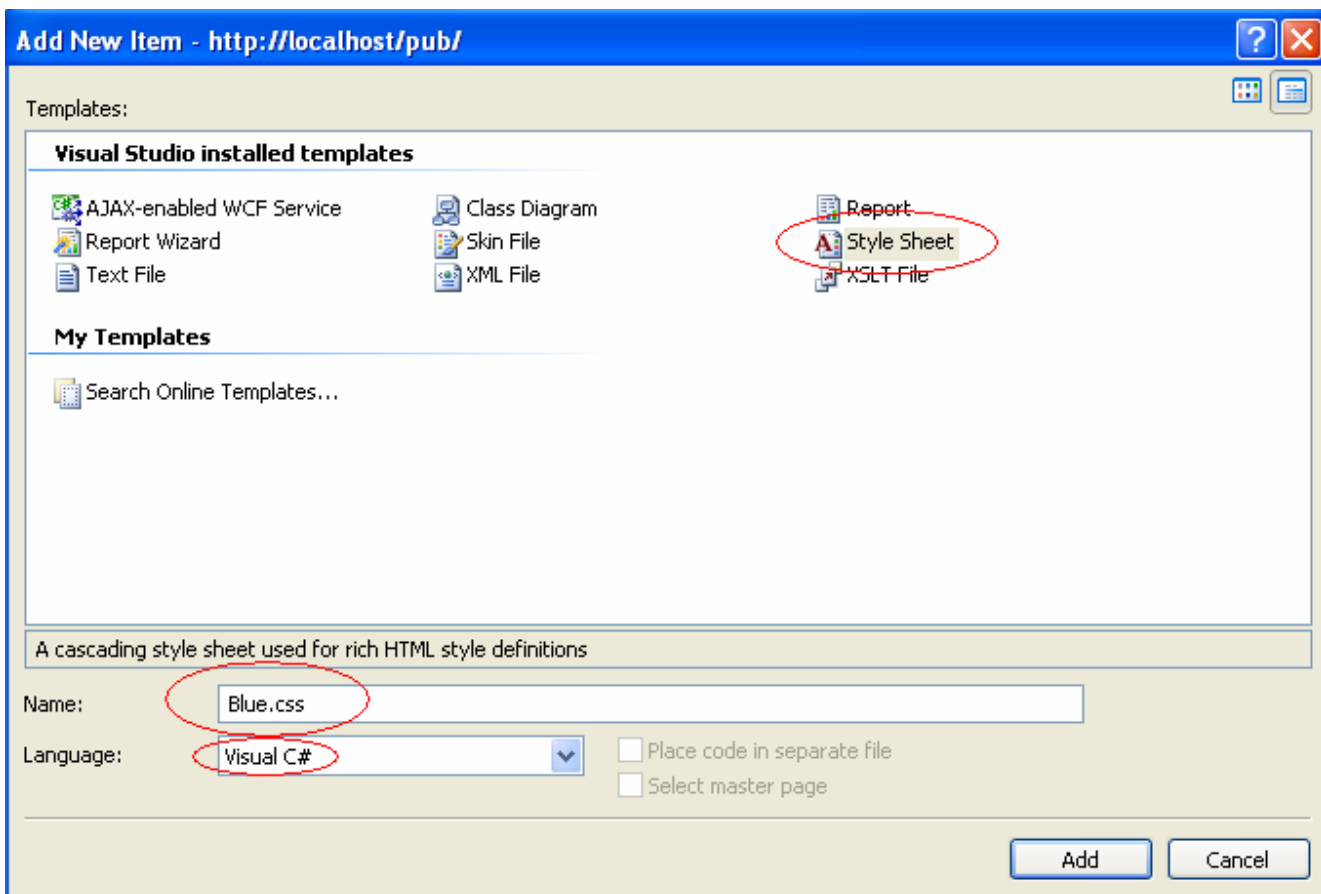 Add New Item - http://localhost/pub/
Templates:
Visual Studio installed templates
AJAX-enabled WCF Service Class Diagram Report
Report Wizard Skin File Style Sheet
Text File XML File XSLT File
My Templates
Search Online Templates...
A cascading style sheet used for rich HTML style definitions
Name: Blue.css
Language: Visual C# Place code in separate file
Select master page
Add Cancel